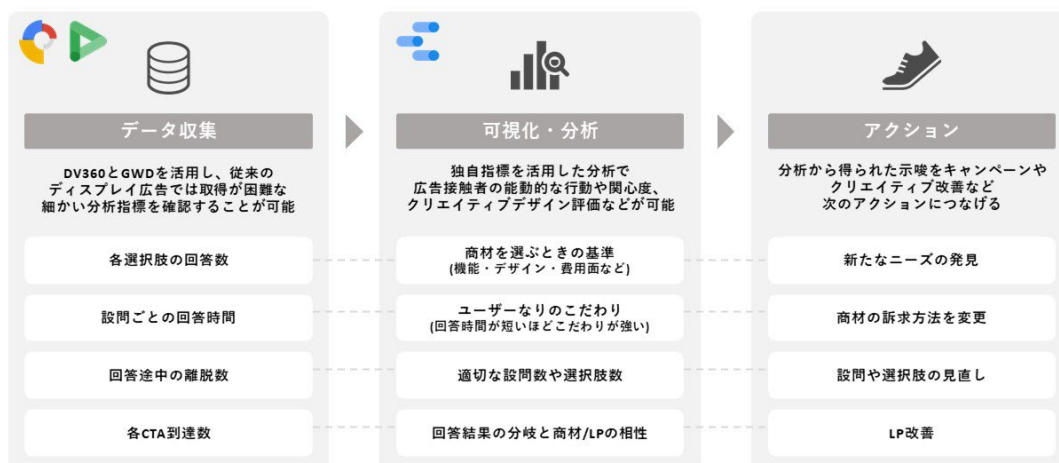 データ収集
DV360とGWDを活用し、従来の
ディスプレイ広告では取得が困難な
細かい分析指標を確認することが可能
各選択肢の回答数
設問ごとの回答時間
回答途中の離脱数
各CTA到達数
可視化・分析
独自指標を活用した分析で
広告接触者の能動的な行動や関心度、
クリエイティブデザイン評価などが可能
商材を選ぶときの基準
(機能・デザイン・費用面など)
ユーザーなりのこだわり
(回答時間が短いほどこだわりが強い)
適切な設問数や選択肢数
回答結果の分岐と商材/LPの相性
アクション
分析から得られた示唆をキャンペーンや
クリエイティブ改善など
次のアクションにつなげる
新たなニーズの発見
商材の訴求方法を変更
設問や選択肢の見直し
LP改善